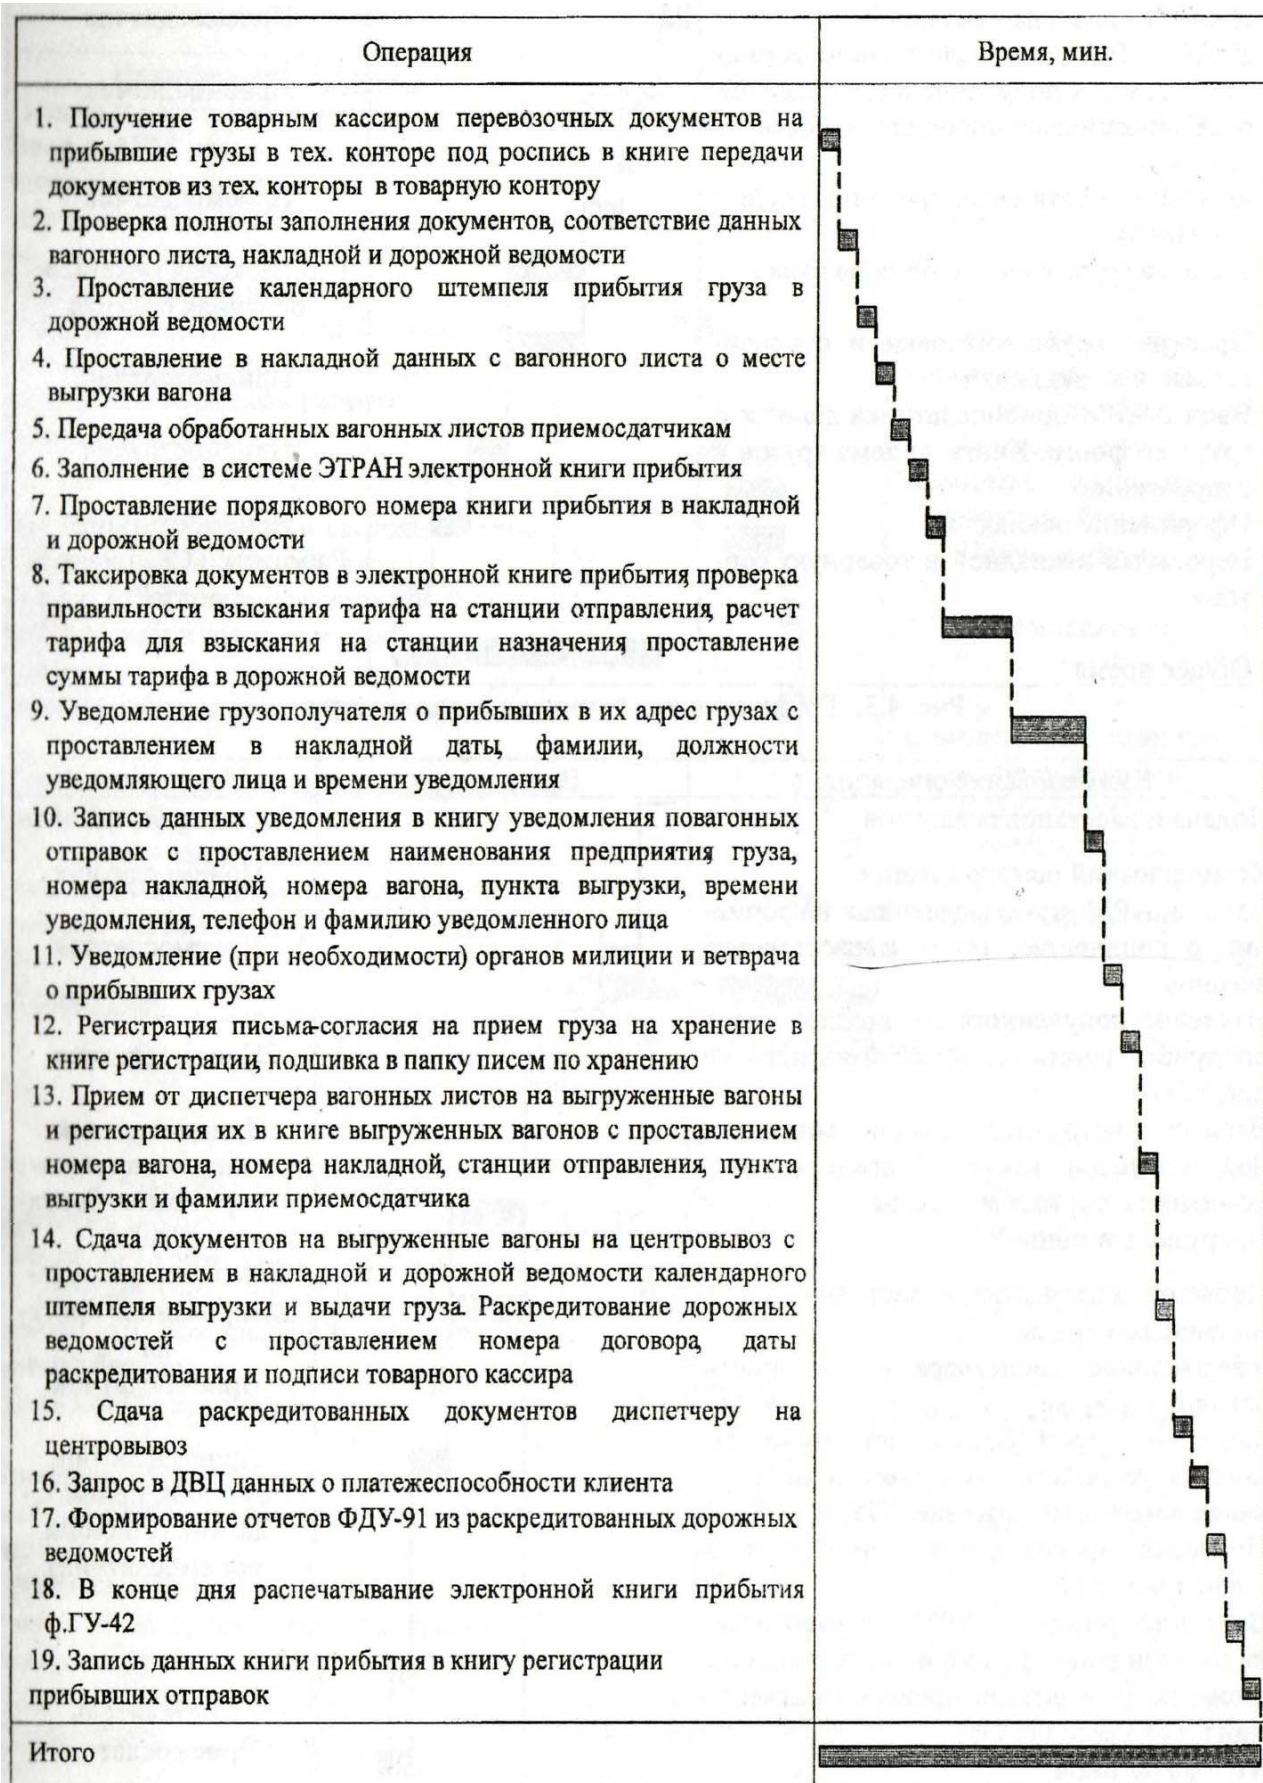 Операция
Время, мин.
1. Получение товарным кассиром перевозочных документов на
прибывшие грузы в тех. конторе под роспись в книге передачи
документов из тех. конторы в товарную контору
2. Проверка полноты заполнения документов, соответствие данных
вагонного листа, накладной и дорожной ведомости
3. Проставление календарного штемпеля прибытия груза в
дорожной ведомости
4. Проставление в накладной данных с вагонного листа о месте
выгрузки вагона
5. Передача обработанных вагонных листов приемосдатчикам
6. Заполнение в системе ЭТРАН электронной книги прибытия
7. Проставление порядкового номера книги прибытия в накладной
и дорожной ведомости
8. Таксировка документов в электронной книге прибытия, проверка
правильности взыскания тарифа на станции отправления, расчет
тарифа для взыскания на станции назначения, проставление
суммы тарифа в дорожной ведомости
9. Уведомление грузополучателя о прибывших в их адрес грузах с
проставлением в накладной даты, фамилии, должности
уведомляющего лица и времени уведомления
10. Запись данных уведомления в книгу уведомления повагонных
отправок с проставлением наименования предприятия, груза,
номера накладной, номера вагона, пункта выгрузки, времени
уведомления, телефон и фамилию уведомленного лица
11. Уведомление (при необходимости) органов милиции и ветврача
о прибывших грузах
12. Регистрация письма-согласия на прием груза на хранение в
книге регистрации, подшивка в папку писем по хранению
13. Прием от диспетчера вагонных листов на выгруженные вагоны
и регистрация их в книге выгруженных вагонов с проставлением
номера вагона, номера накладной, станции отправления, пункта
выгрузки и фамилии приемосдатчика
14. Сдача документов на выгруженные вагоны на центровывоз с
проставлением в накладной и дорожной ведомости календарного
штемпеля выгрузки и выдачи груза. Раскредитование дорожных
ведомостей с проставлением номера договора, даты
раскредитования и подписи товарного кассира
15. Сдача раскредитованных документов диспетчеру на
центровывоз
16. Запрос в ДВЦ данных о платежеспособности клиента
17. Формирование отчетов ФДУ-91 из раскредитованных дорожных
ведомостей
18. В конце дня распечатывание электронной книги прибытия
ф.ГУ-42
19. Запись данных книги прибытия в книгу регистрации
прибывших отправок
Итого